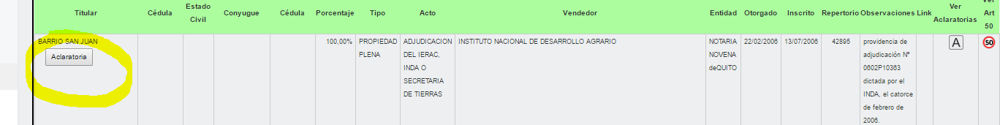 Titular
Cédula
Estado
Civil
Conyugue
Cédula
Porcentaje
Tipo
Acto
Vendedor
Entidad
Otorgado
Inscrito
Repertorio
Observaciones
Link
Ver
Aclaratorias
Ver
Art
50
BARRIO SAN JUAN
Aclaratoria
100,00%
PROPIEDAD
PLENA
ADJUDICACION
DEL IERAC,
INDA O
SECRETARIA
DE TIERRAS
INSTITUTO NACIONAL DE DESARROLLO AGRARIO
NOTARIA
NOVENA
deQUITO
22/02/2006
13/07/2006
42895
providencia de
adjudicación Nº
0602P10363
dictada por el
INDA, el catorce
de febrero de
2006.
A
50